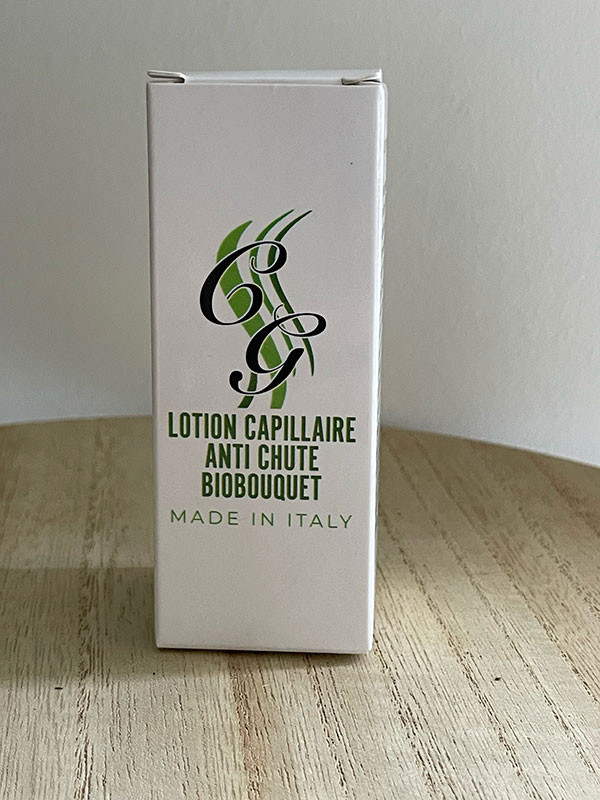 CG
LOTION CAPILLAIRE
ANTI CHUTE
BIOBOUQUET
MADE IN ITALY